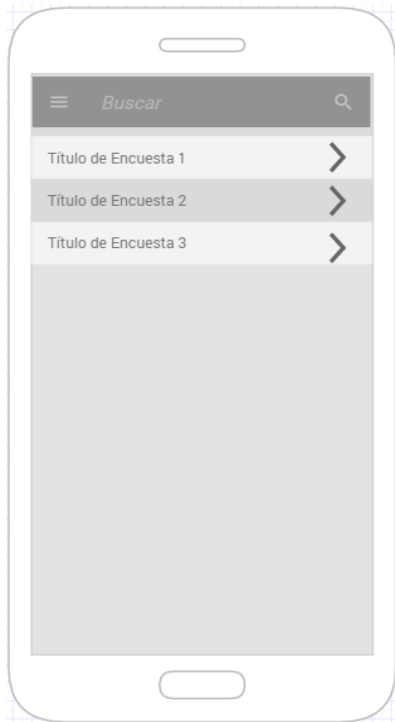 Buscar
Título de Encuesta 1
Título de Encuesta 2
Título de Encuesta 3